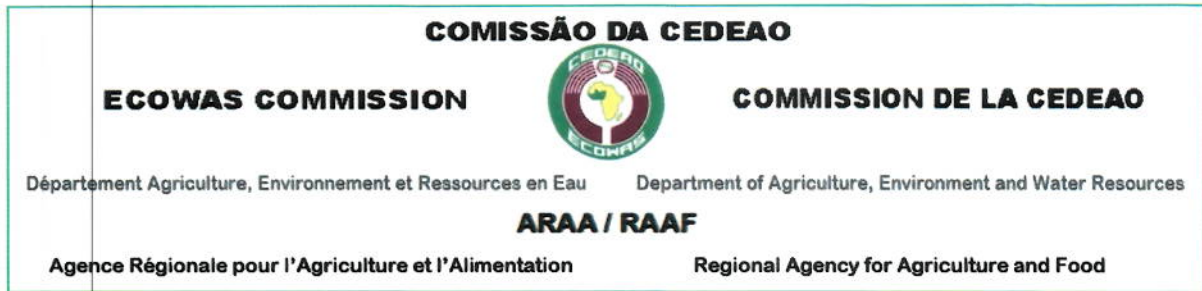 COMISSÃO DA CEDEAO
CEDEAO
ECOWAS COMMISSION
COMMISSION DE LA CEDEAO
ECOWAS
Département Agriculture, Environnement et Ressources en Eau
Department of Agriculture, Environment and Water Resources
ARAA / RAAF
Agence Régionale pour l'Agriculture et l'Alimentation
Regional Agency for Agriculture and Food